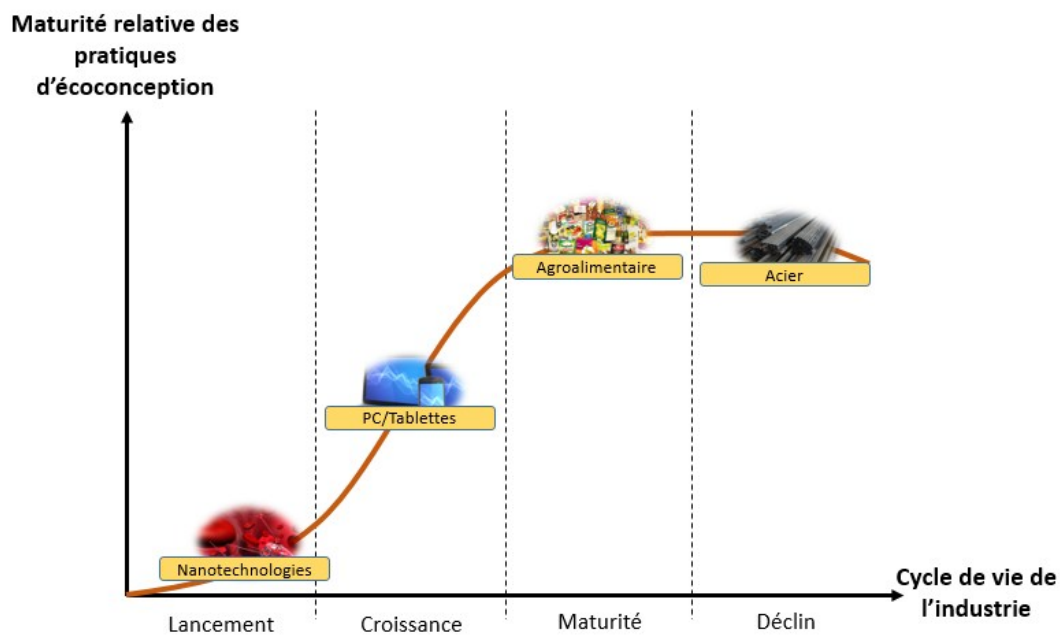 Maturité relative des
pratiques
d’écoconception
Agroalimentaire
Acier
PC/Tablettes
Nanotechnologies
Cycle de vie de
l’industrie
Lancement
Croissance
Maturité
Déclin